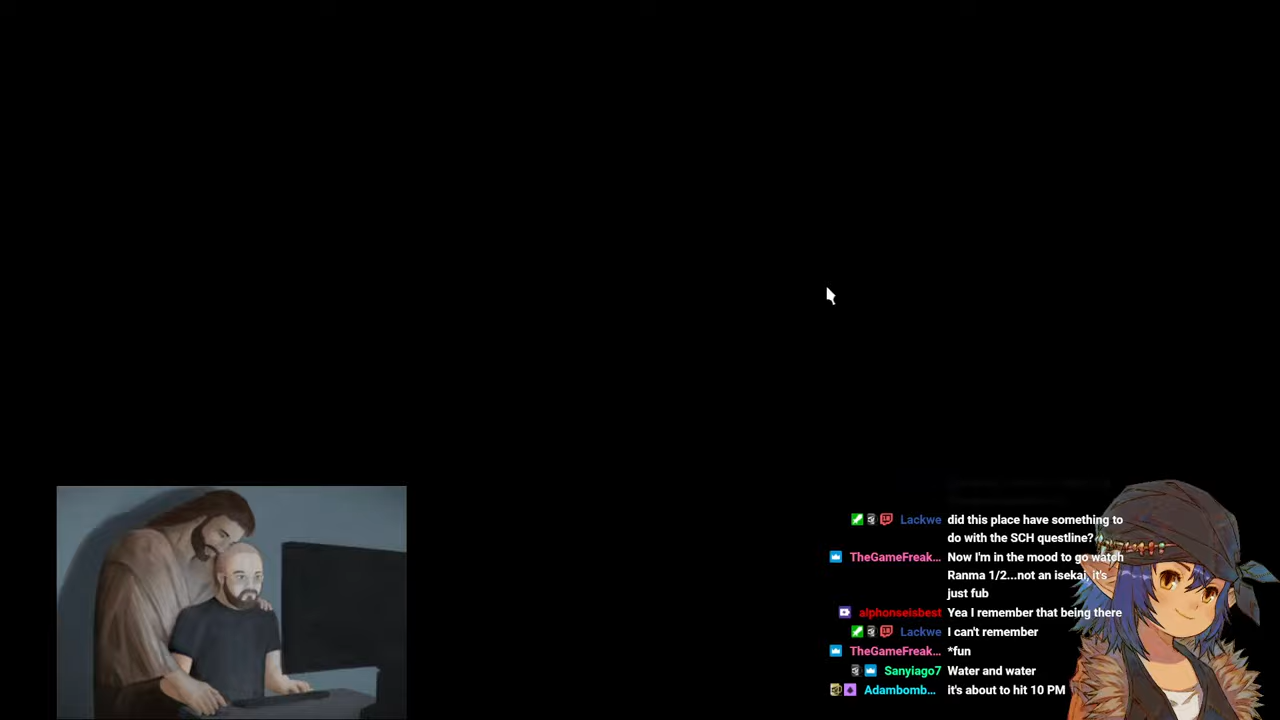 Lackwe did this place have something to
do with the SCH questline?
TheGameFreak... Now I'm in the mood to go watch
Ranma 1/2...not an isekai, it's
just fub
alphonseisbest Yea I remember that being there
Lackwe I can't remember
TheGameFreak... *fun
Sanyiago7 Water and water
Adambomb... it's about to hit 10 PM